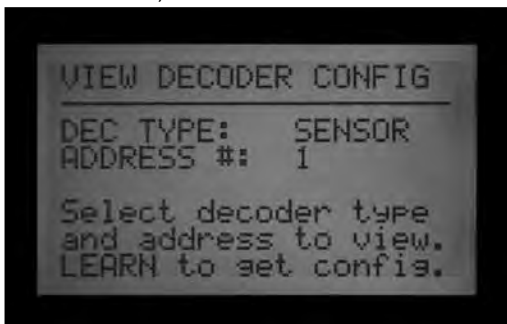 VIEW DECODER CONFIG
DEC TYPE: SENSOR
ADDRESS #: 1
Select decoder type
and address to view.
LEARN to get config.